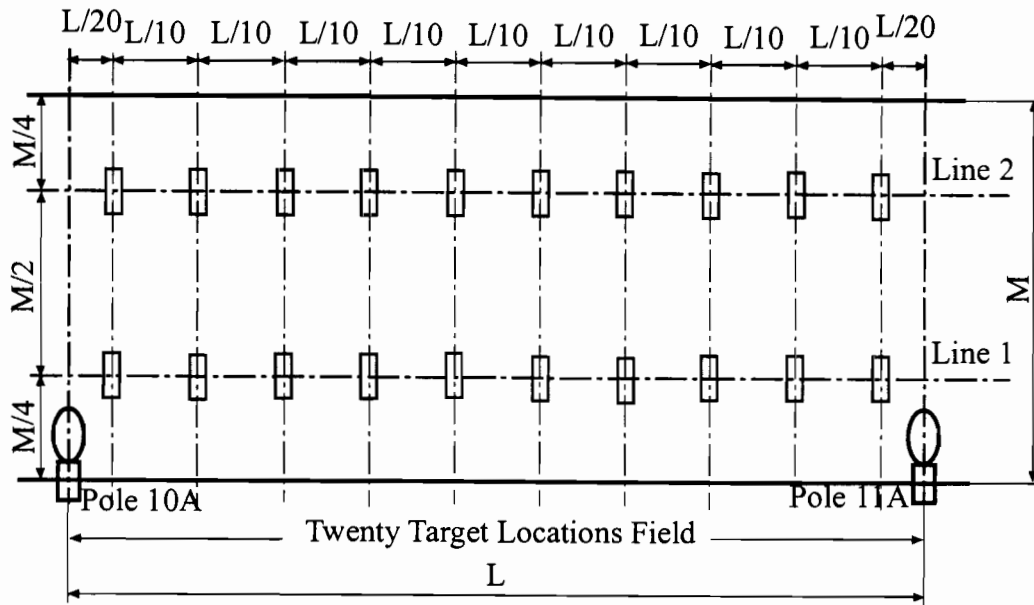 L/20 L/10 L/10 L/10 L/10 L/10 L/10 L/10 L/10 L/10 L/20
M/4
Line 2
M/2
M
Line 1
M/4
Pole 10A
Pole 11A
Twenty Target Locations Field
L